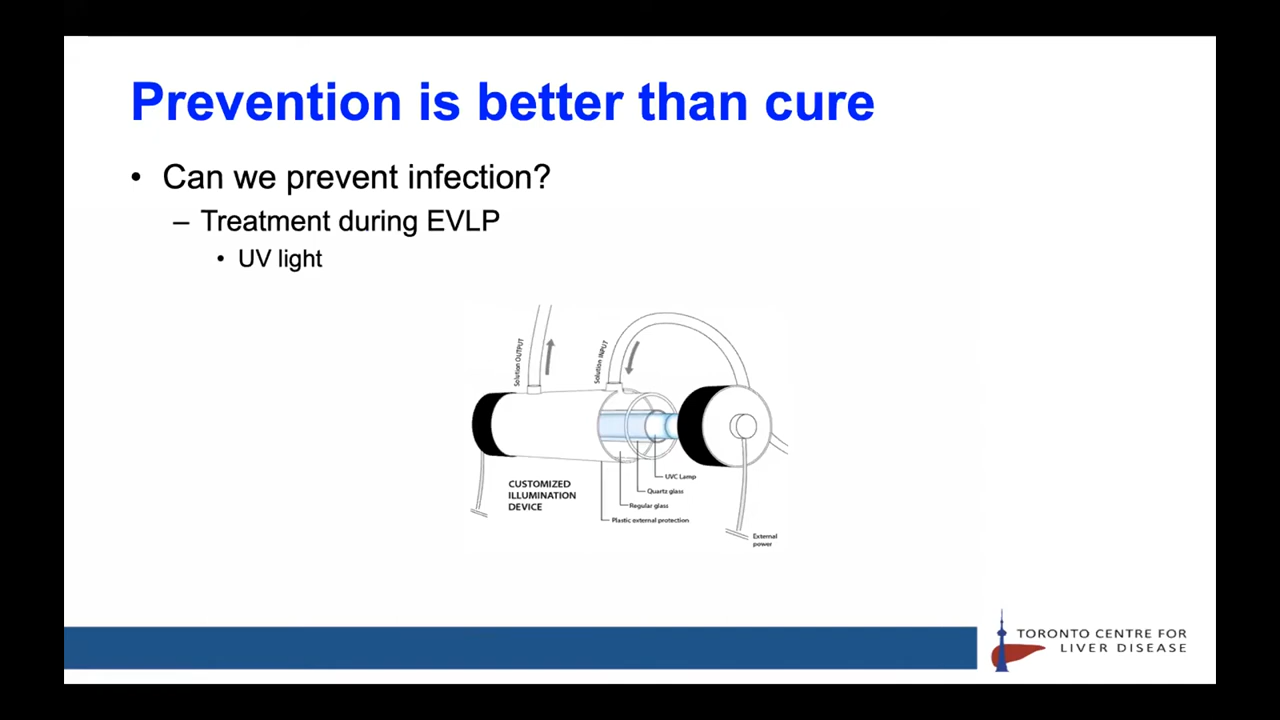 Prevention is better than cure
• Can we prevent infection?
– Treatment during EVLP
• UV light
Solution OUTPUT
Solution INPUT
UVC Lamp
Quartz glass
Regular glass
Plastic external protection
CUSTOMIZED
ILLUMINATION
DEVICE
External
power
TORONTO CENTRE FOR
LIVER DISEASE